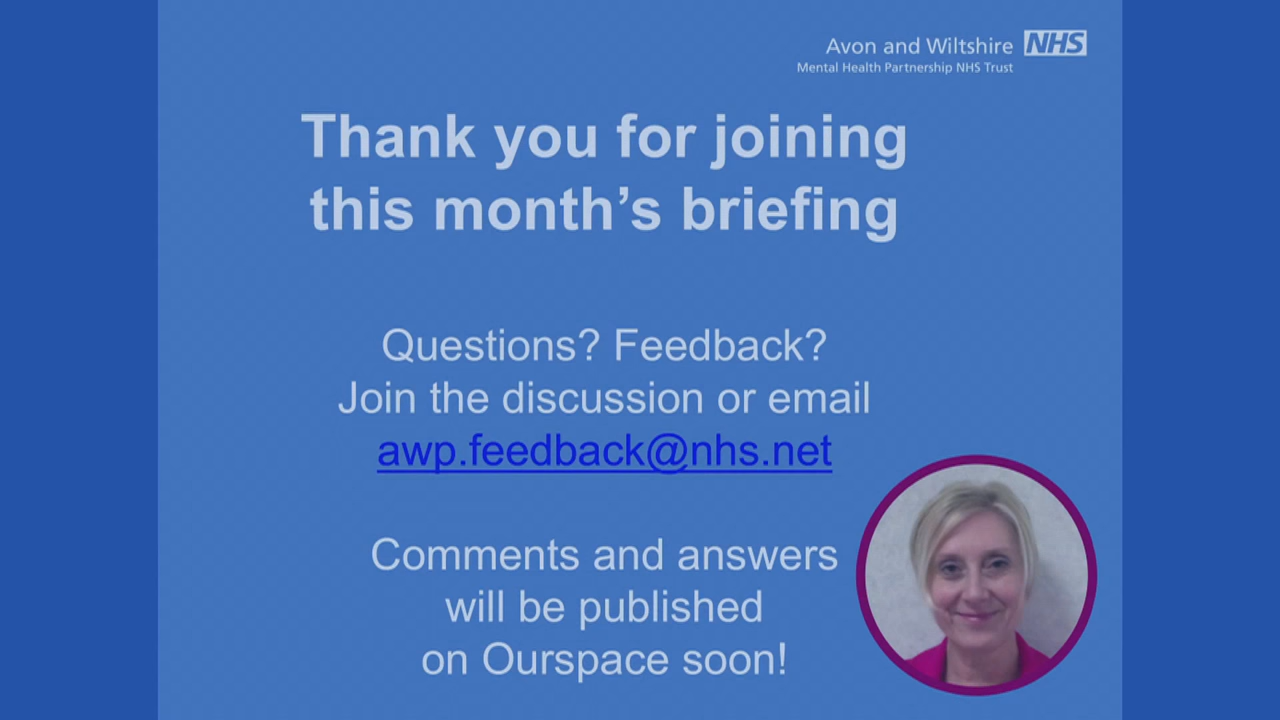 Avon and Wiltshire NHS
Mental Health Partnership NHS Trust
Thank you for joining
this month’s briefing
Questions? Feedback?
Join the discussion or email
awp.feedback@nhs.net
Comments and answers
will be published
on Ourspace soon!